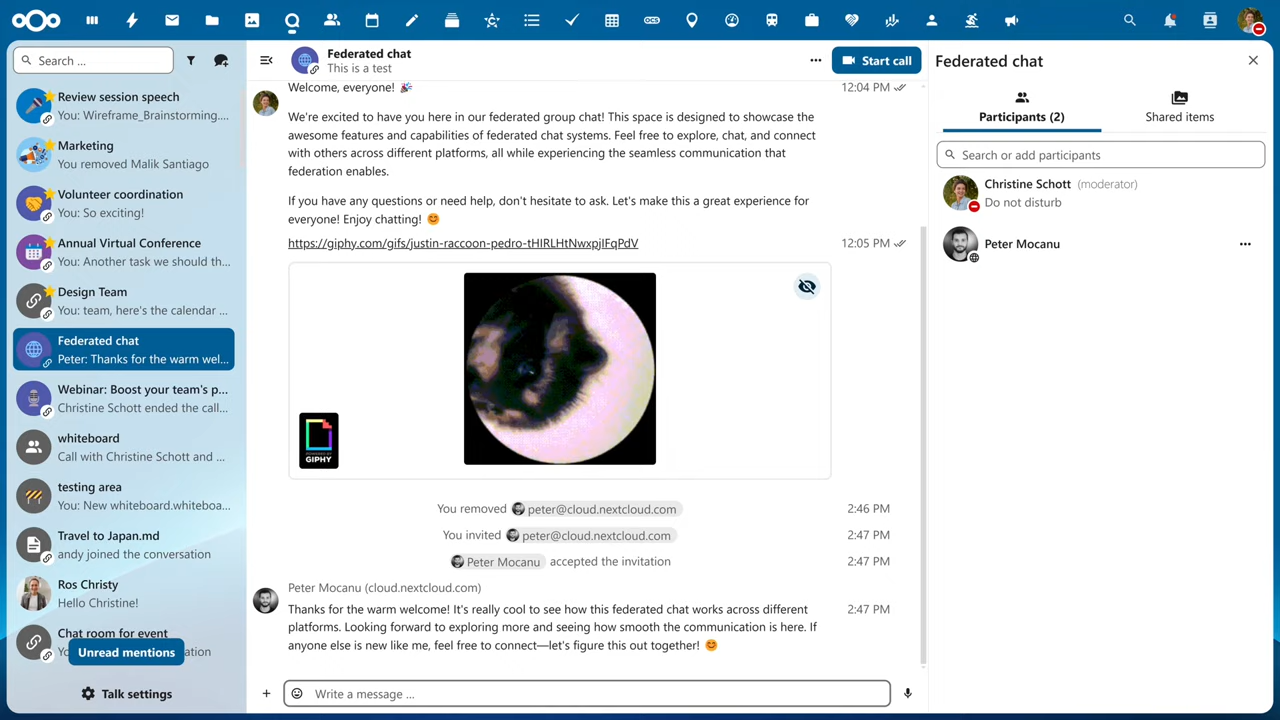 Search ...
Review session speech
You: Wireframe_Brainstorming....
Marketing
You removed Malik Santiago
Volunteer coordination
You: So exciting!
Annual Virtual Conference
You: Another task we should th...
Design Team
You: team, here's the calendar ...
Federated chat
Peter: Thanks for the warm wel...
Webinar: Boost your team's p...
Christine Schott ended the call...
whiteboard
Call with Christine Schott and ...
testing area
You: New whiteboard.whiteboa...
Travel to Japan.md
andy joined the conversation
Ros Christy
Hello Christine!
Chat room for event
Unread mentions
Talk settings
Federated chat
This is a test
Start call
Welcome, everyone! 🎉
12:04 PM
We're excited to have you here in our federated group chat! This space is designed to showcase the
awesome features and capabilities of federated chat systems. Feel free to explore, chat, and connect
with others across different platforms, all while experiencing the seamless communication that
federation enables.
If you have any questions or need help, don't hesitate to ask. Let's make this a great experience for
everyone! Enjoy chatting! 😊
https://giphy.com/gifs/justin-raccoon-pedro-tHIRLHtNwxpjIFqPdV
12:05 PM
POWERED BY
GIPHY
You removed peter@cloud.nextcloud.com
2:46 PM
You invited peter@cloud.nextcloud.com
2:47 PM
Peter Mocanu accepted the invitation
2:47 PM
Peter Mocanu (cloud.nextcloud.com)
Thanks for the warm welcome! It's really cool to see how this federated chat works across different
2:47 PM
platforms. Looking forward to exploring more and seeing how smooth the communication is here. If
anyone else is new like me, feel free to connect—let's figure this out together! 😊
Write a message ...
Federated chat
Participants (2)
Shared items
Search or add participants
Christine Schott (moderator)
Do not disturb
Peter Mocanu